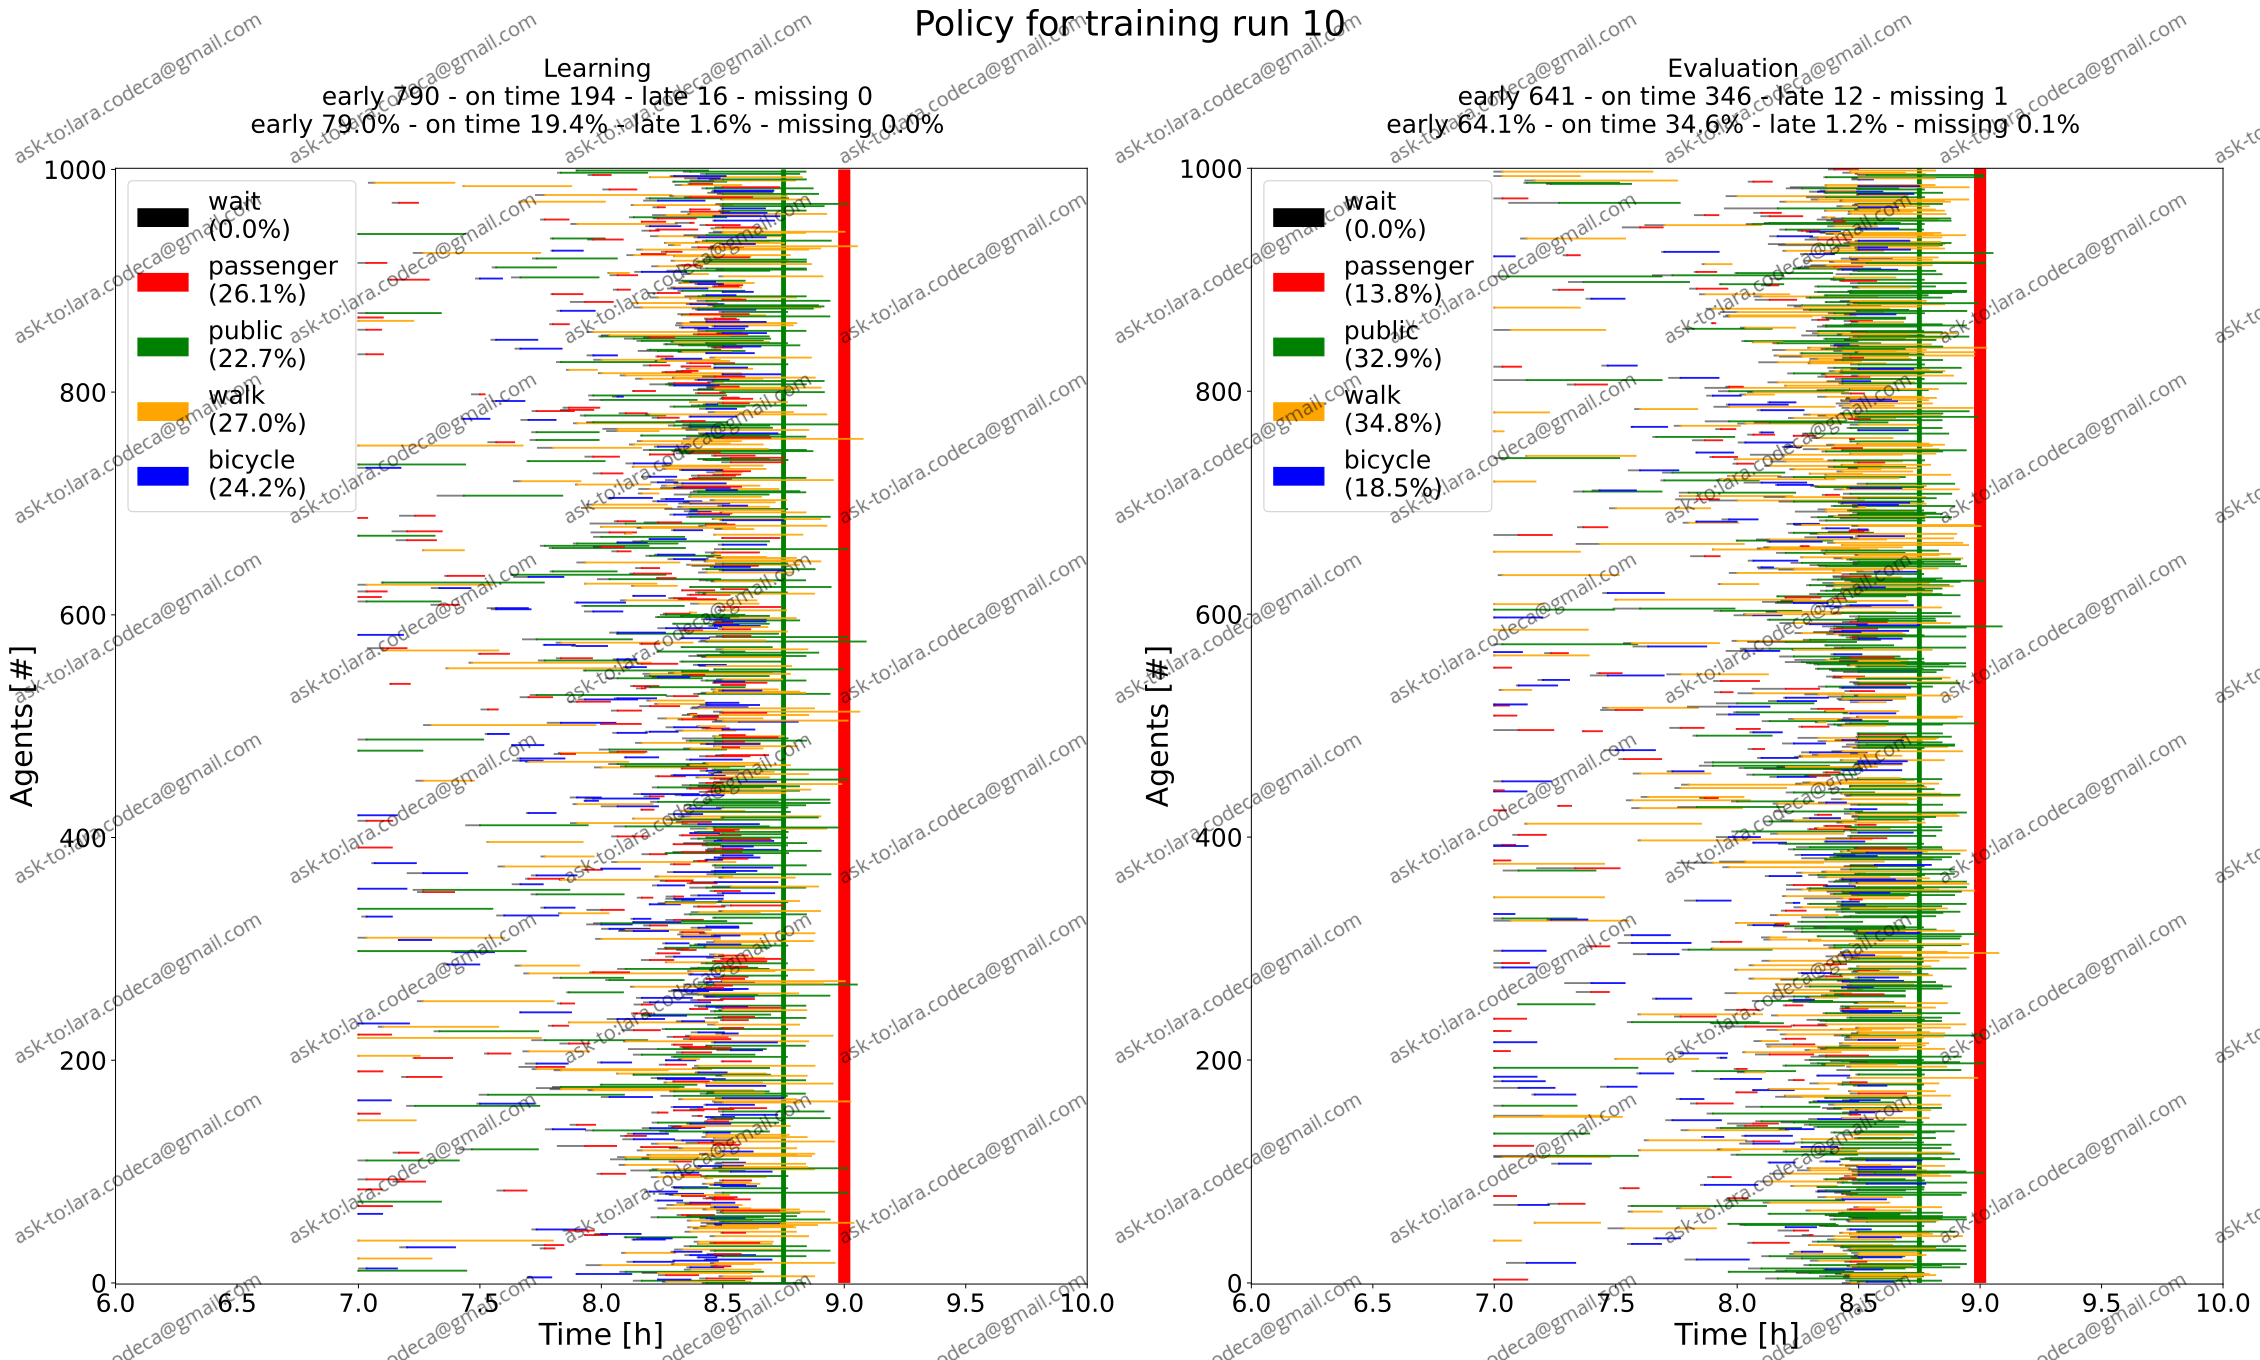 Policy for training run 10
Learning
early 790 - on time 194 - late 16 - missing 0
early 79.0% - on time 19.4% - late 1.6% - missing 0.0%
1000
800
600
400
200
0
Agents [#]
wait
(0.0%)
passenger
(26.1%)
public
(22.7%)
walk
(27.0%)
bicycle
(24.2%)
6.0 6.5 7.0 7.5 8.0 8.5 9.0 9.5 10.0
Time [h]
Evaluation
early 641 - on time 346 - late 12 - missing 1
early 64.1% - on time 34.6% - late 1.2% - missing 0.1%
1000
800
600
400
200
0
Agents [#]
wait
(0.0%)
passenger
(13.8%)
public
(32.9%)
walk
(34.8%)
bicycle
(18.5%)
6.0 6.5 7.0 7.5 8.0 8.5 9.0 9.5 10.0
Time [h]
ask-to:lara.codeca@gmail.com